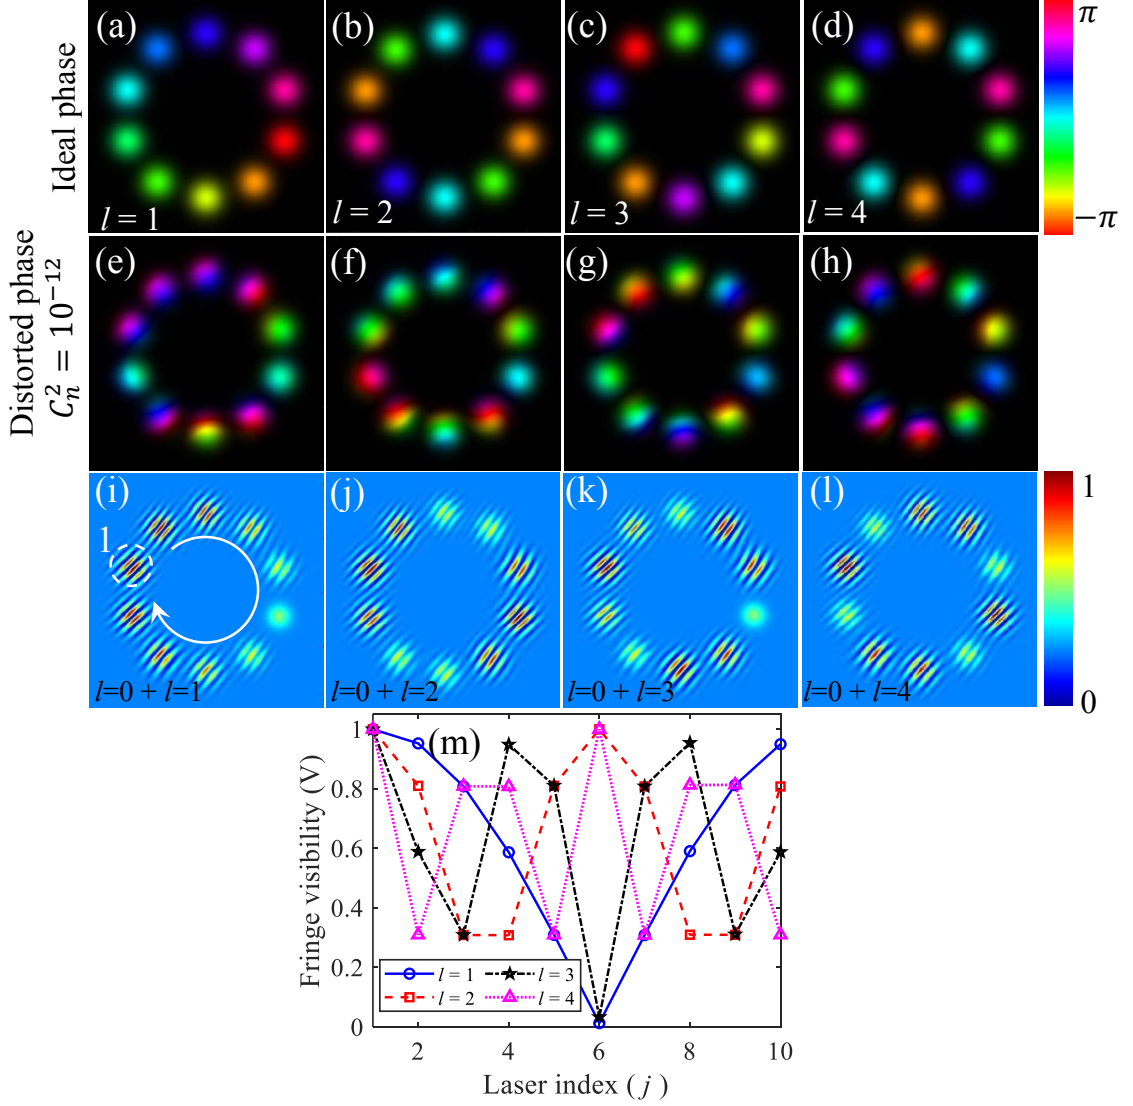 (a) (b) (c) (d) π
Ideal phase
l = 1 l = 2 l = 3 l = 4 −π
(e) (f) (g) (h)
Distorted phase
C_n^2 = 10^{−12}
(i) (j) (k) (l) 1
1
l=0 + l=1 l=0 + l=2 l=0 + l=3 l=0 + l=4 0
(m)
Fringe visibility (V)
1
0.8
0.6
0.4
0.2
0
l = 1 l = 3
l = 2 l = 4
2 4 6 8 10
Laser index ( j )